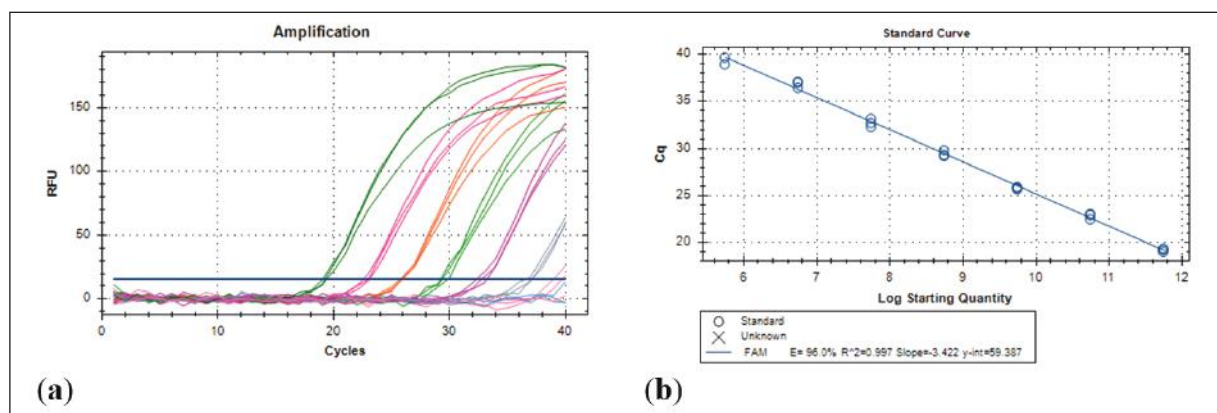 Amplification
RFU
150
100
50
0
0
10
20
30
40
Cycles
(a)
Standard Curve
Cq
40
35
30
25
20
6
7
8
9
10
11
12
Log Starting Quantity
Standard
Unknown
FAM E= 96.0% R^2=0.997 Slope=-3.422 y-int=59.387
(b)